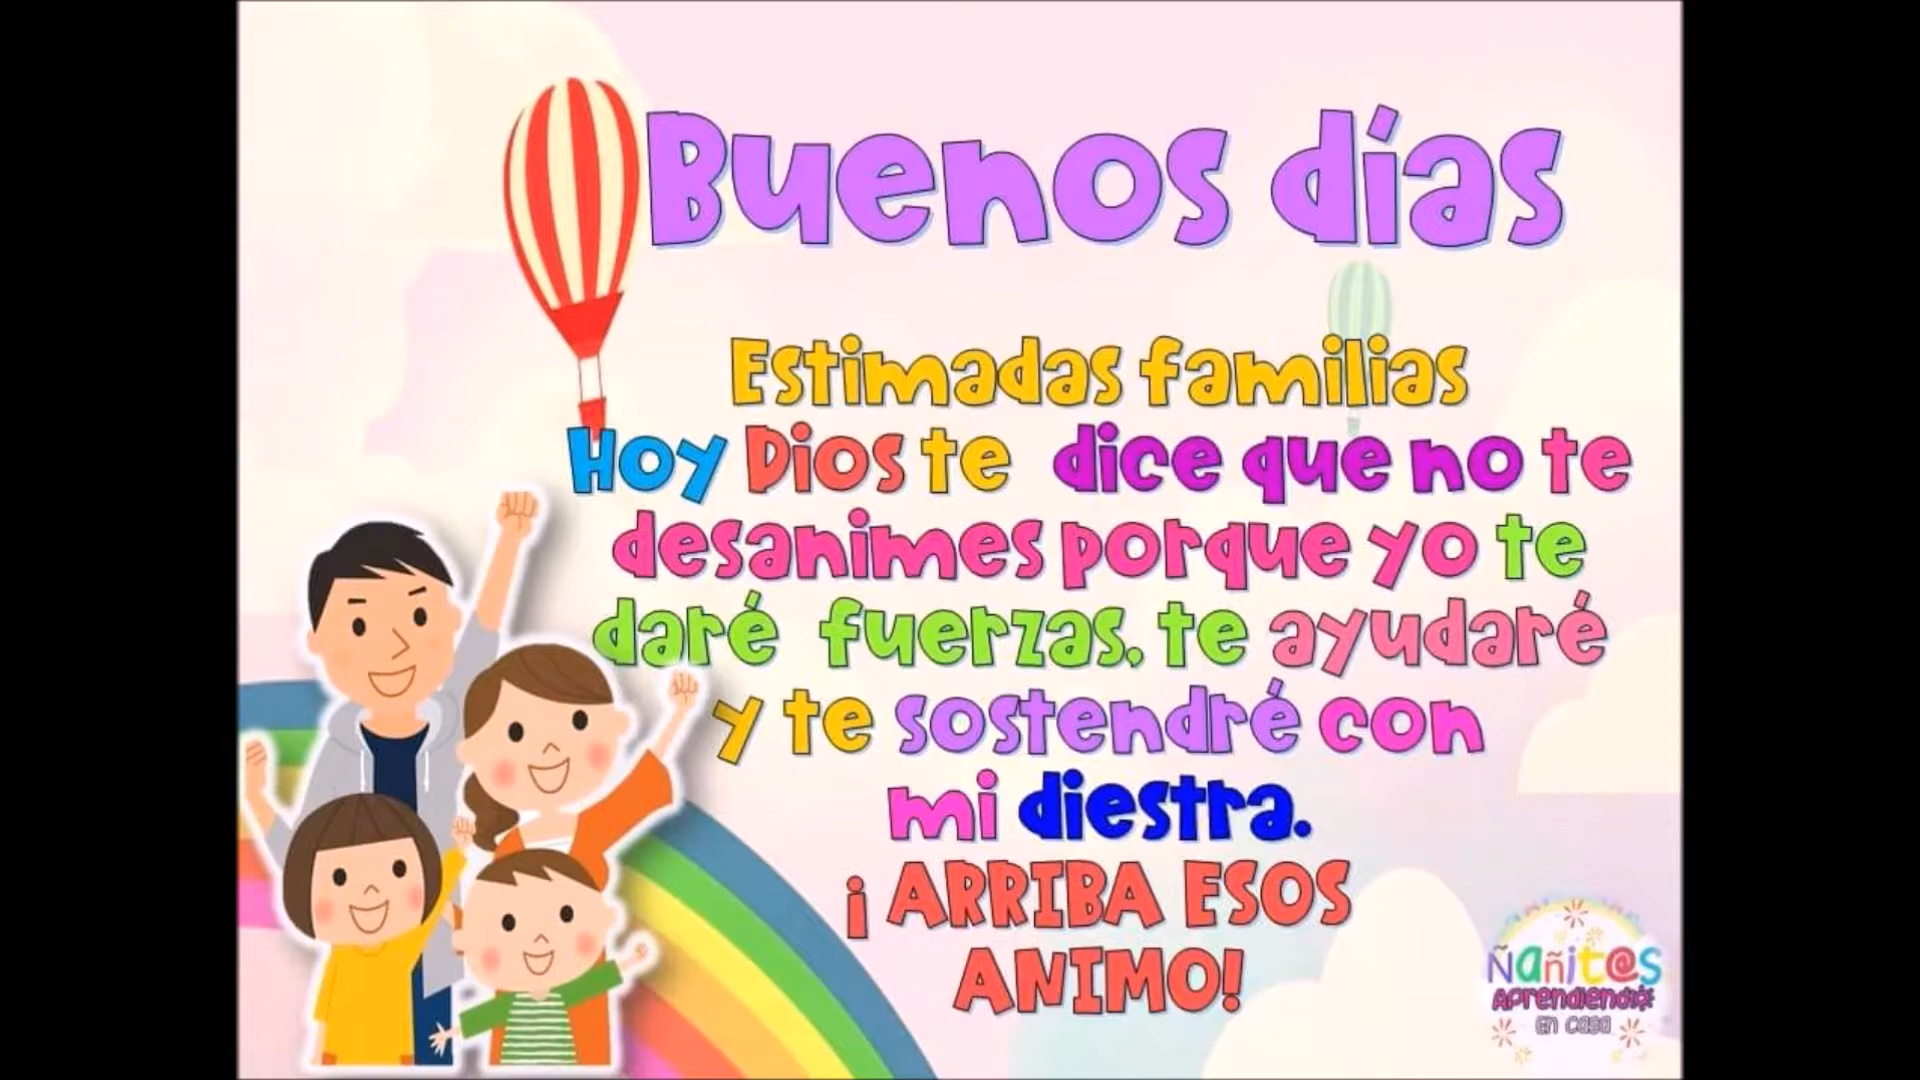 Buenos días
Estimadas familias
Hoy Dios te dice que no te
desanimes porque yo te
daré fuerzas, te ayudaré
y te sostendré con
mi diestra.
¡ ARRIBA ESOS
ANIMO!
Ñañit@s
Aprendiendo
en casa